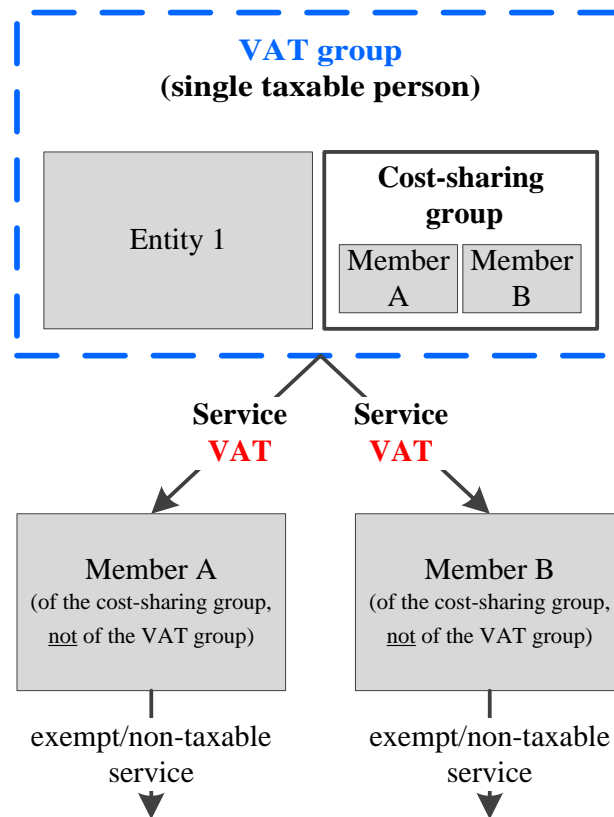 VAT group
(single taxable person)
Entity 1
Cost-sharing
group
Member
A
Member
B
Service
VAT
Service
VAT
Member A
(of the cost-sharing group,
not of the VAT group)
Member B
(of the cost-sharing group,
not of the VAT group)
exempt/non-taxable
service
exempt/non-taxable
service